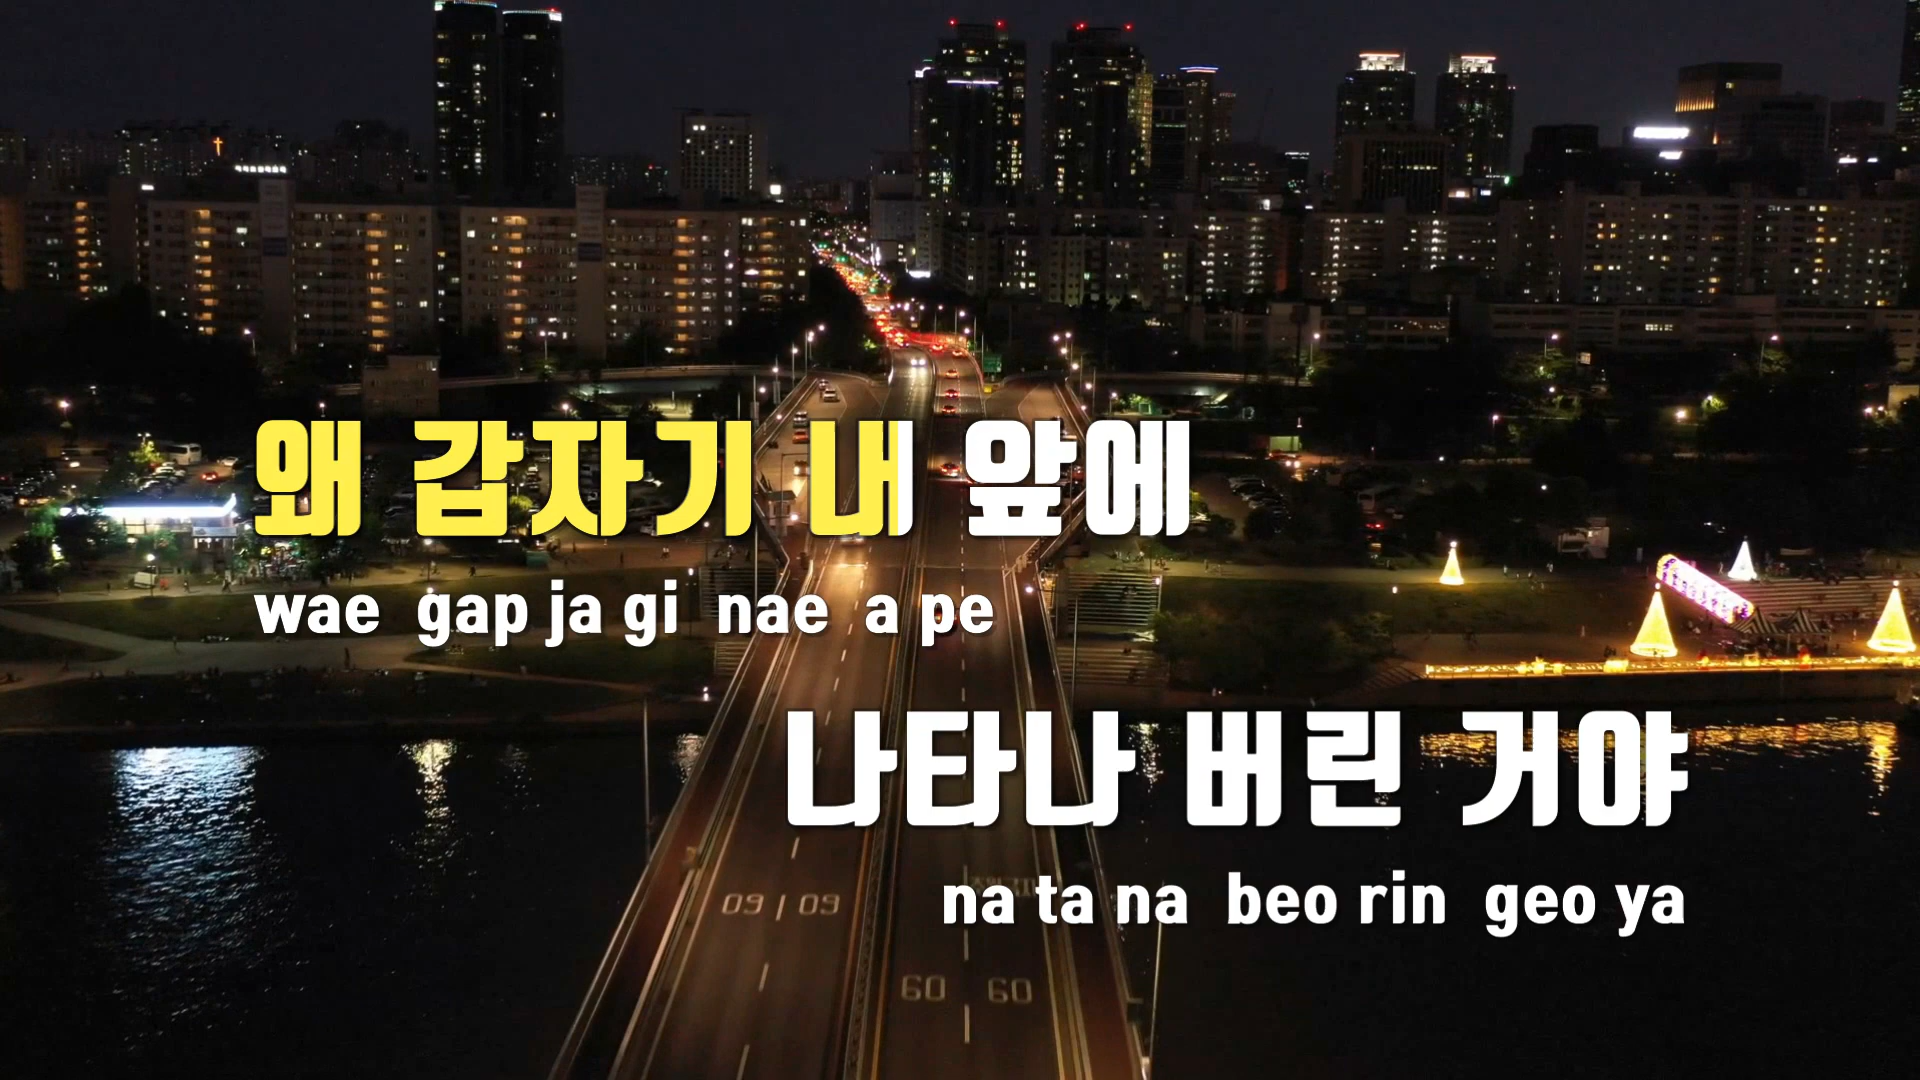 왜 갑자기 내 앞에
wae gap ja gi nae a pe
나타나 버린 거야
na ta na beo rin geo ya
60 60